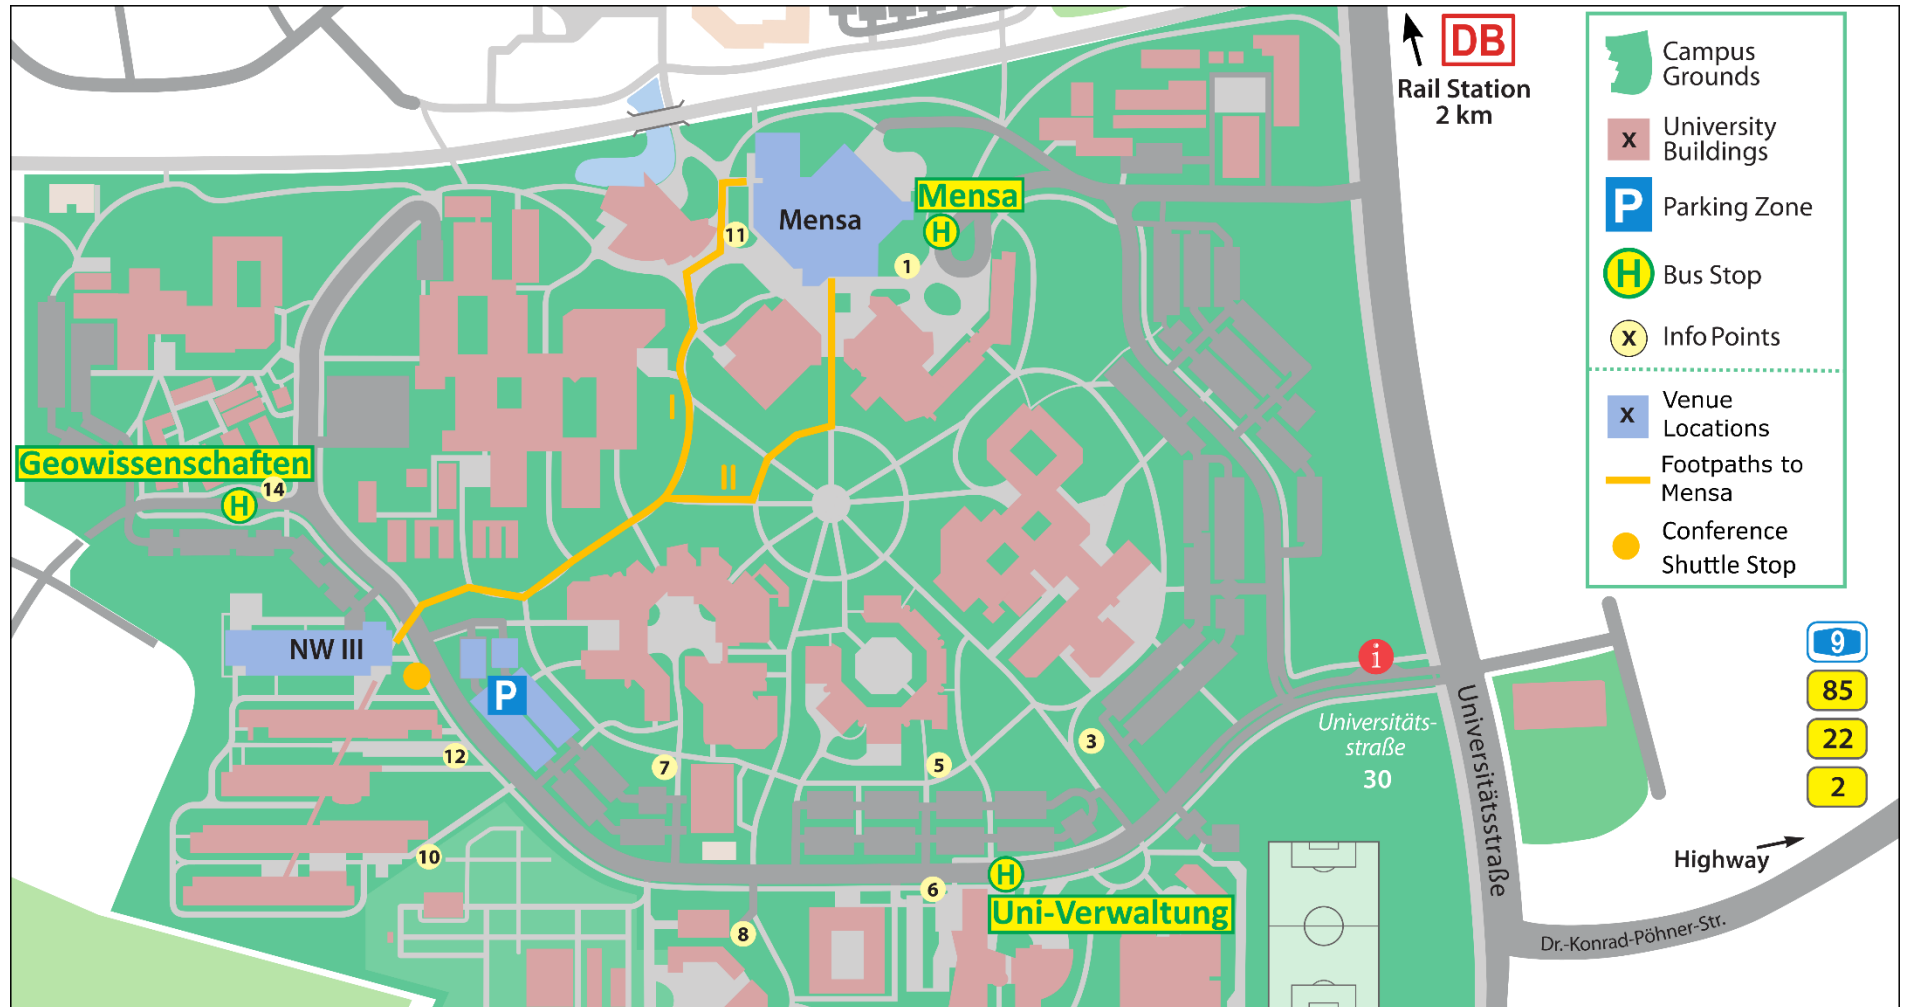 DB
Rail Station
2 km
Campus
Grounds
x
University
Buildings
P
Parking Zone
H
Bus Stop
x
Info Points
x
Venue
Locations
Footpaths to
Mensa
Conference
Shuttle Stop
Mensa
Mensa
H
11
1
I
II
Geowissenschaften
14
H
NW III
P
i
Universitäts-
straße
30
Universitätsstraße
9
85
22
2
Highway
Dr.-Konrad-Pöhner-Str.
3
5
7
12
10
6
H
Uni-Verwaltung
8